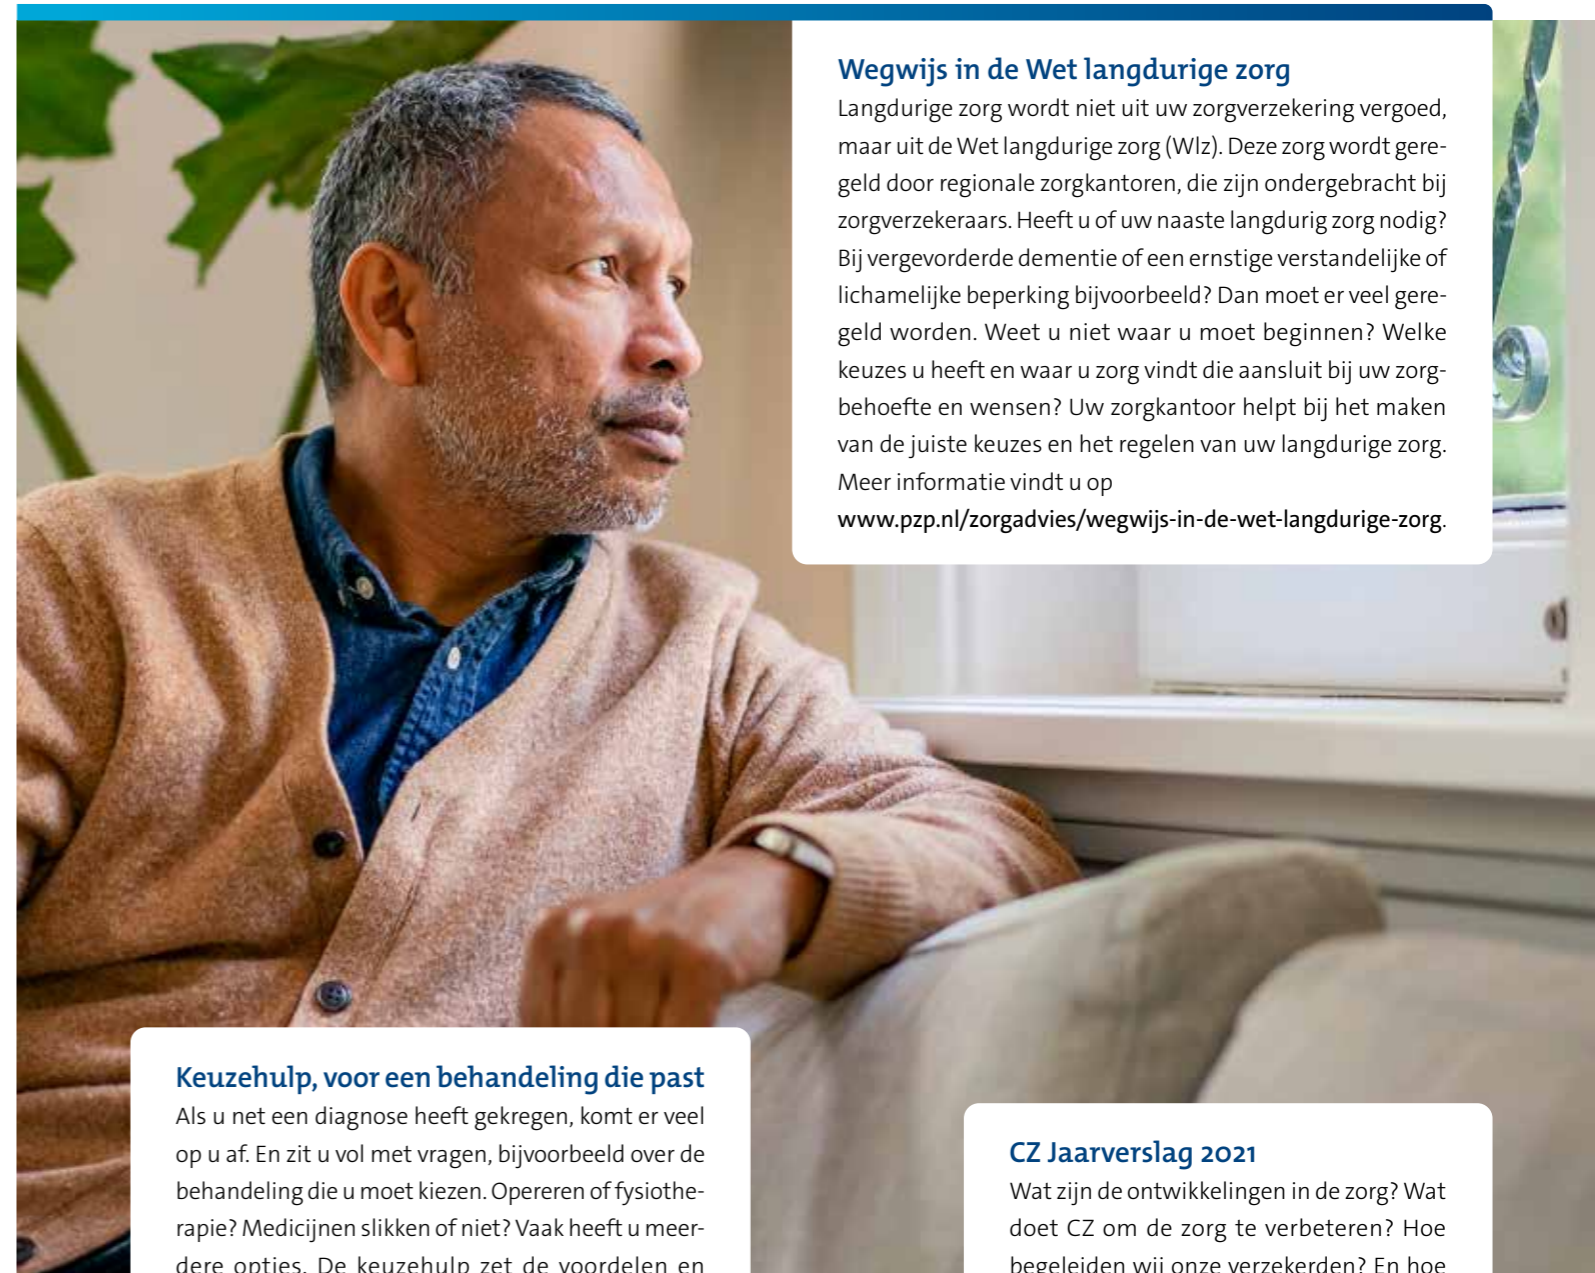 Wegwijs in de Wet langdurige zorg
Langdurige zorg wordt niet uit uw zorgverzekering vergoed,
maar uit de Wet langdurige zorg (Wlz). Deze zorg wordt gere-
geld door regionale zorgkantoren, die zijn ondergebracht bij
zorgverzekeraars. Heeft u of uw naaste langdurig zorg nodig?
Bij vergevorderde dementie of een ernstige verstandelijke of
lichamelijke beperking bijvoorbeeld? Dan moet er veel gere-
geld worden. Weet u niet waar u moet beginnen? Welke
keuzes u heeft en waar u zorg vindt die aansluit bij uw zorg-
behoefte en wensen? Uw zorgkantoor helpt bij het maken
van de juiste keuzes en het regelen van uw langdurige zorg.
Meer informatie vindt u op
www.pzp.nl/zorgadvies/wegwijs-in-de-wet-langdurige-zorg.
Keuzehulp, voor een behandeling die past
Als u net een diagnose heeft gekregen, komt er veel
op u af. En zit u vol met vragen, bijvoorbeeld over de
behandeling die u moet kiezen. Opereren of fysiothe-
rapie? Medicijnen slikken of niet? Vaak heeft u meer-
dere opties. De keuzehulp zet de voordelen en
CZ Jaarverslag 2021
Wat zijn de ontwikkelingen in de zorg? Wat
doet CZ om de zorg te verbeteren? Hoe
begeleiden wij onze verzekerden? En hoe